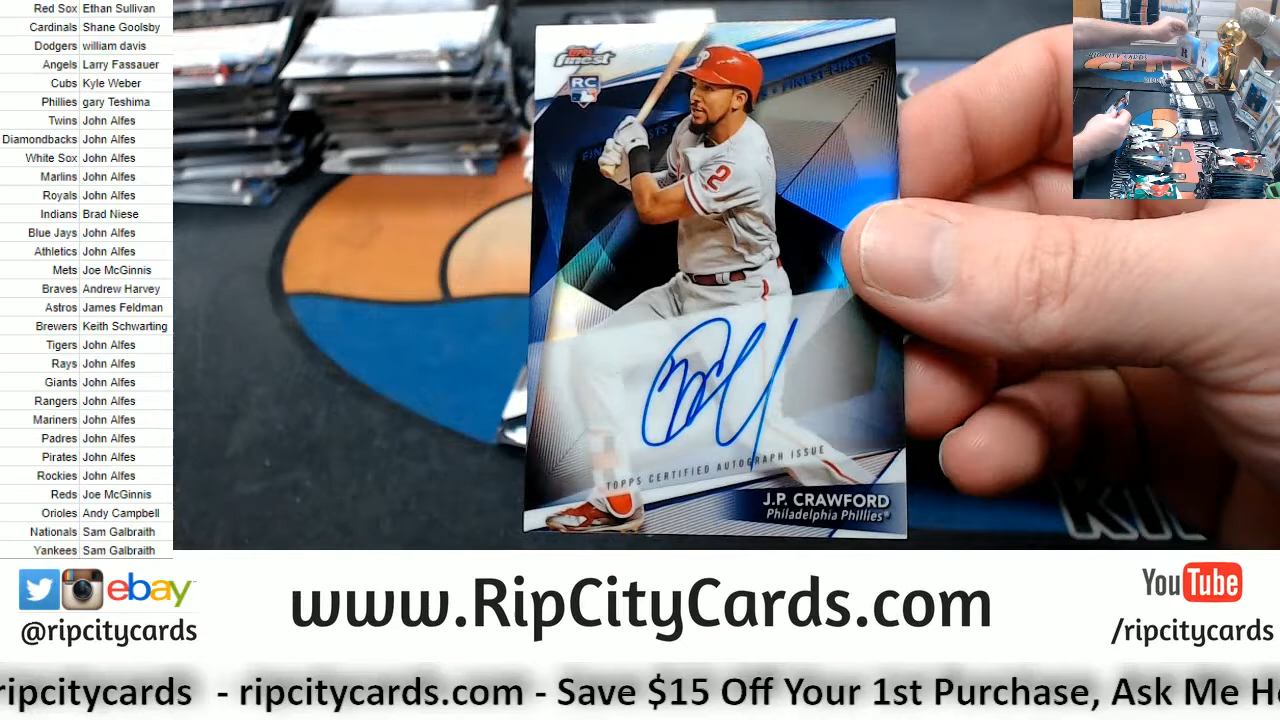 Red Sox Ethan Sullivan
Cardinals Shane Goolsby
Dodgers william davis
Angels Larry Fassauer
Cubs Kyle Weber
Phillies gary Teshima
Twins John Alfes
Diamondbacks John Alfes
White Sox John Alfes
Marlins John Alfes
Royals John Alfes
Indians Brad Niese
Blue Jays John Alfes
Athletics John Alfes
Mets Joe McGinnis
Braves Andrew Harvey
Astros James Feldman
Brewers Keith Schwarting
Tigers John Alfes
Rays John Alfes
Giants John Alfes
Rangers John Alfes
Mariners John Alfes
Padres John Alfes
Pirates John Alfes
Rockies John Alfes
Reds Joe McGinnis
Orioles Andy Campbell
Nationals Sam Galbraith
Yankees Sam Galbraith
Topps
finest
RC
FINEST FIRSTS
P
2
TOPPS CERTIFIED AUTOGRAPH ISSUE
J.P. CRAWFORD
Philadelphia Phillies®
ebay
@ripcitycards
www.RipCityCards.com
YouTube
/ripcitycards
ripcitycards - ripcitycards.com - Save $15 Off Your 1st Purchase, Ask Me